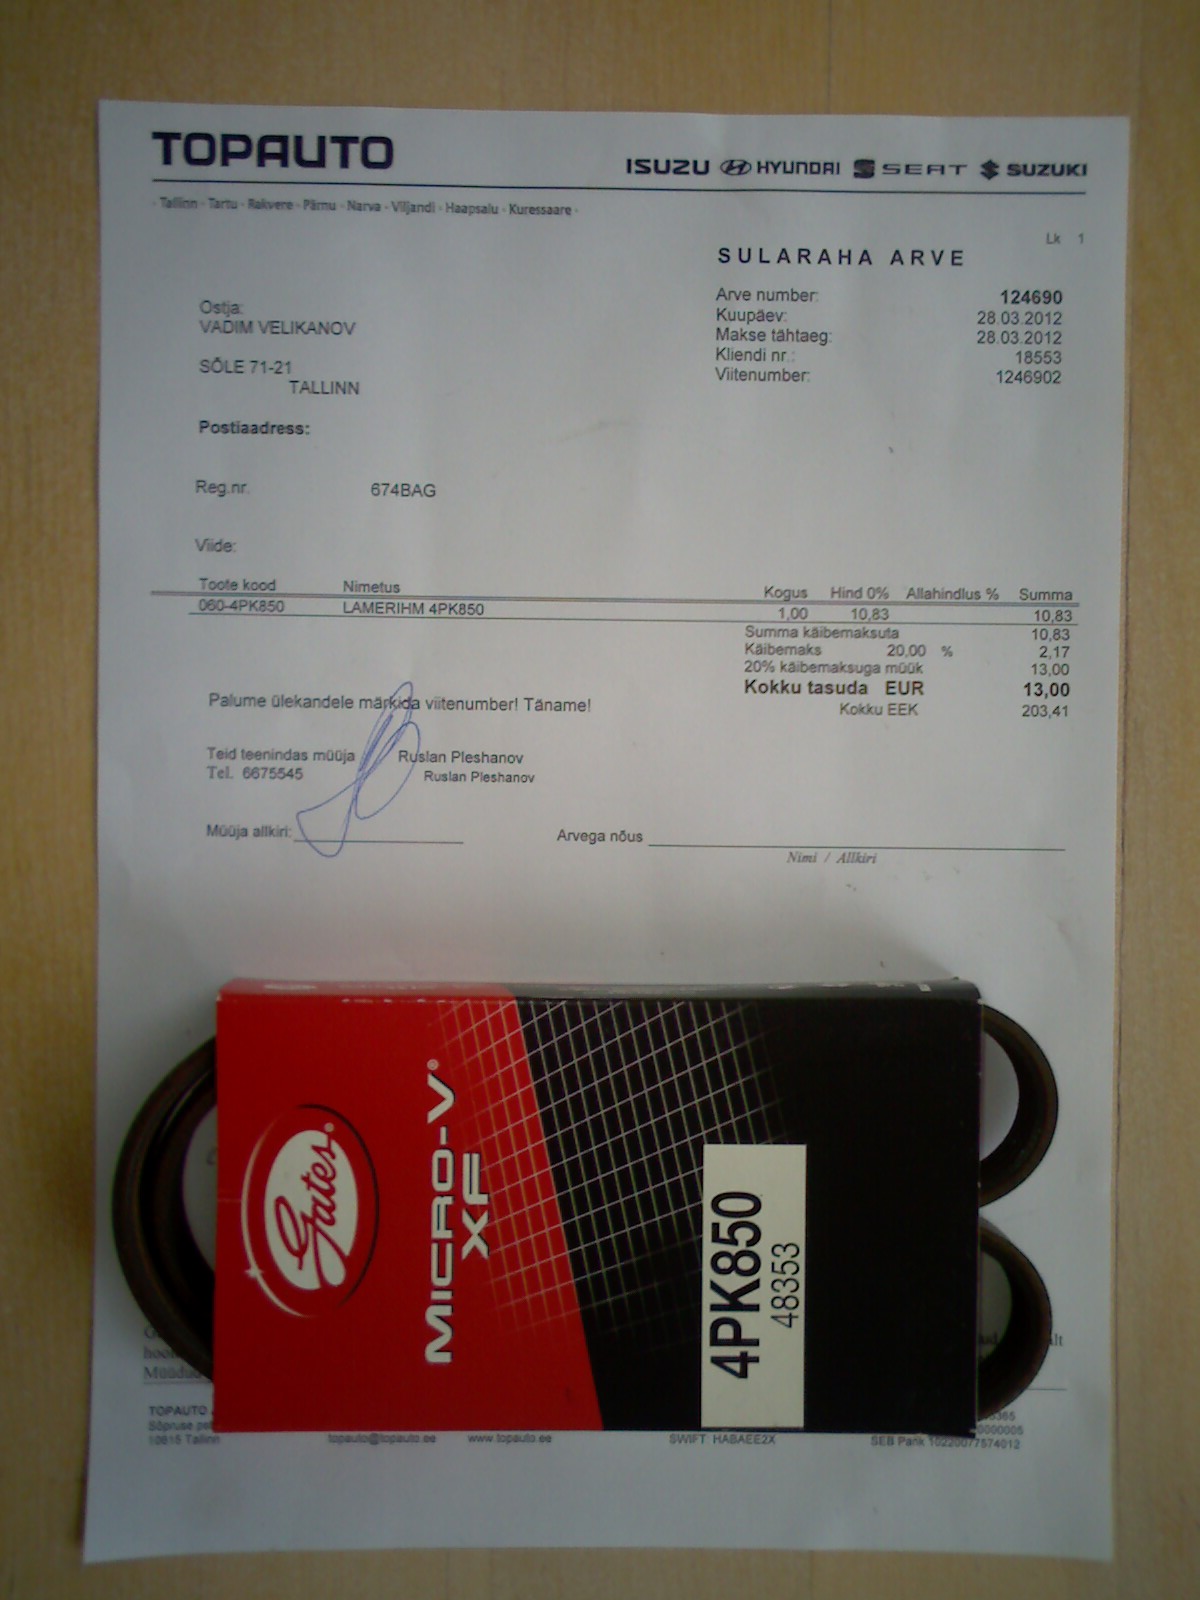 TOPAUTO
ISUZU HYUNDAI SEAT SUZUKI
- Tallinn - Tartu - Rakvere - Pärnu - Narva - Viljandi - Haapsalu - Kuressaare -
Lk 1
SULARAHA ARVE
Arve number: 124690
Kuupäev: 28.03.2012
Makse tähtaeg: 28.03.2012
Kliendi nr.: 18553
Viitenumber: 1246902
Ostja:
VADIM VELIKANOV
SÕLE 71-21
TALLINN
Postiaadress:
Reg.nr. 674BAG
Viide:
Toote kood Nimetus Kogus Hind 0% Allahindlus % Summa
060-4PK850 LAMERIHM 4PK850 1,00 10,83 10,83
Summa käibemaksuta 10,83
Käibemaks 20,00 % 2,17
20% käibemaksuga müük 13,00
Kokku tasuda EUR 13,00
Kokku EEK 203,41
Palume ülekandele märkida viitenumber! Täname!
Teid teenindas müüja Ruslan Pleshanov
Tel. 6675545 Ruslan Pleshanov
Müüja allkiri:
Arvega nõus
Nimi / Allkiri
Gates®
MICRO-V®
XF
4PK850
48353
TOPAUTO
Sõpruse
10615 Tallinn
topauto@topauto.ee www.topauto.ee SWIFT: HABAEE2X SEB Pank 10220077574012